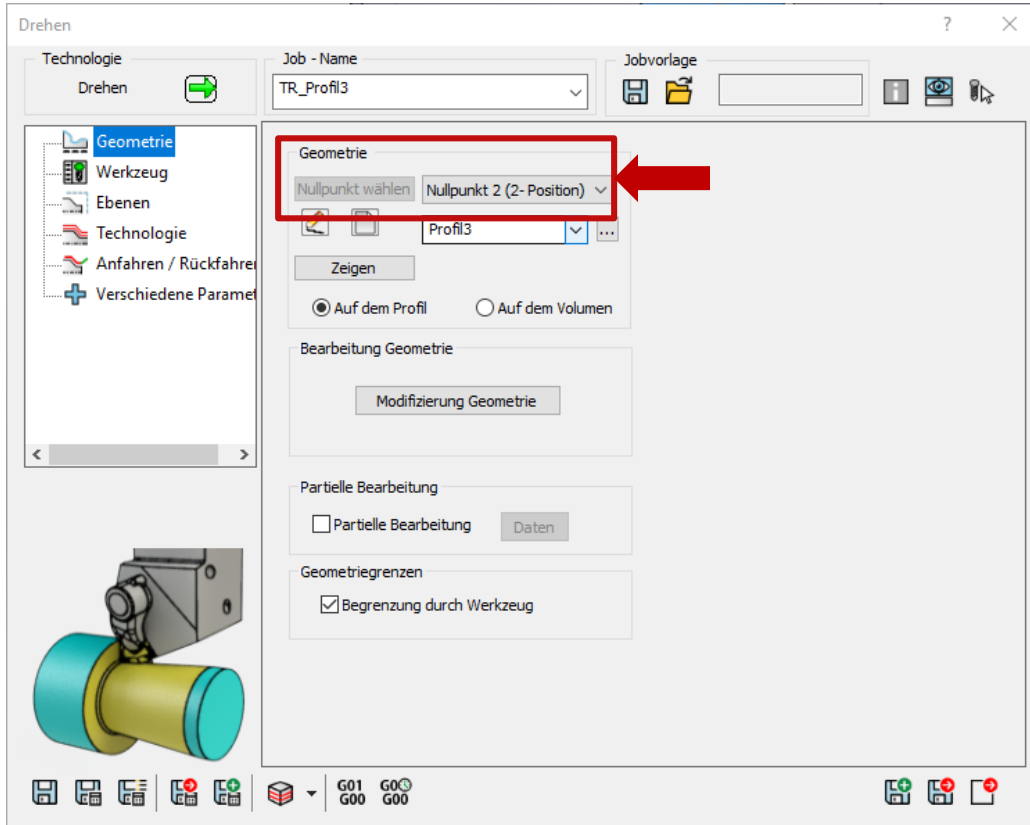 Drehen
?
Technologie
Drehen
Job - Name
TR_Profil3
Jobvorlage
Geometrie
Werkzeug
Ebenen
Technologie
Anfahren / Rückfahre
Verschiedene Paramet
Geometrie
Nullpunkt wählen
Nullpunkt 2 (2- Position)
Profil3
...
Zeigen
Auf dem Profil
Auf dem Volumen
Bearbeitung Geometrie
Modifizierung Geometrie
Partielle Bearbeitung
Partielle Bearbeitung
Daten
Geometriegrenzen
Begrenzung durch Werkzeug
G01
G00
G00
G00